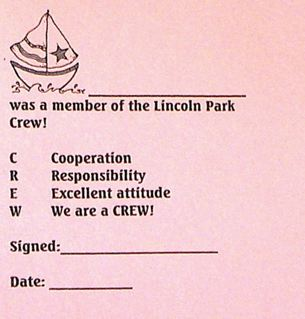 was a member of the Lincoln Park
Crew!
C Cooperation
R Responsibility
E Excellent attitude
W We are a CREW!
Signed:
Date: